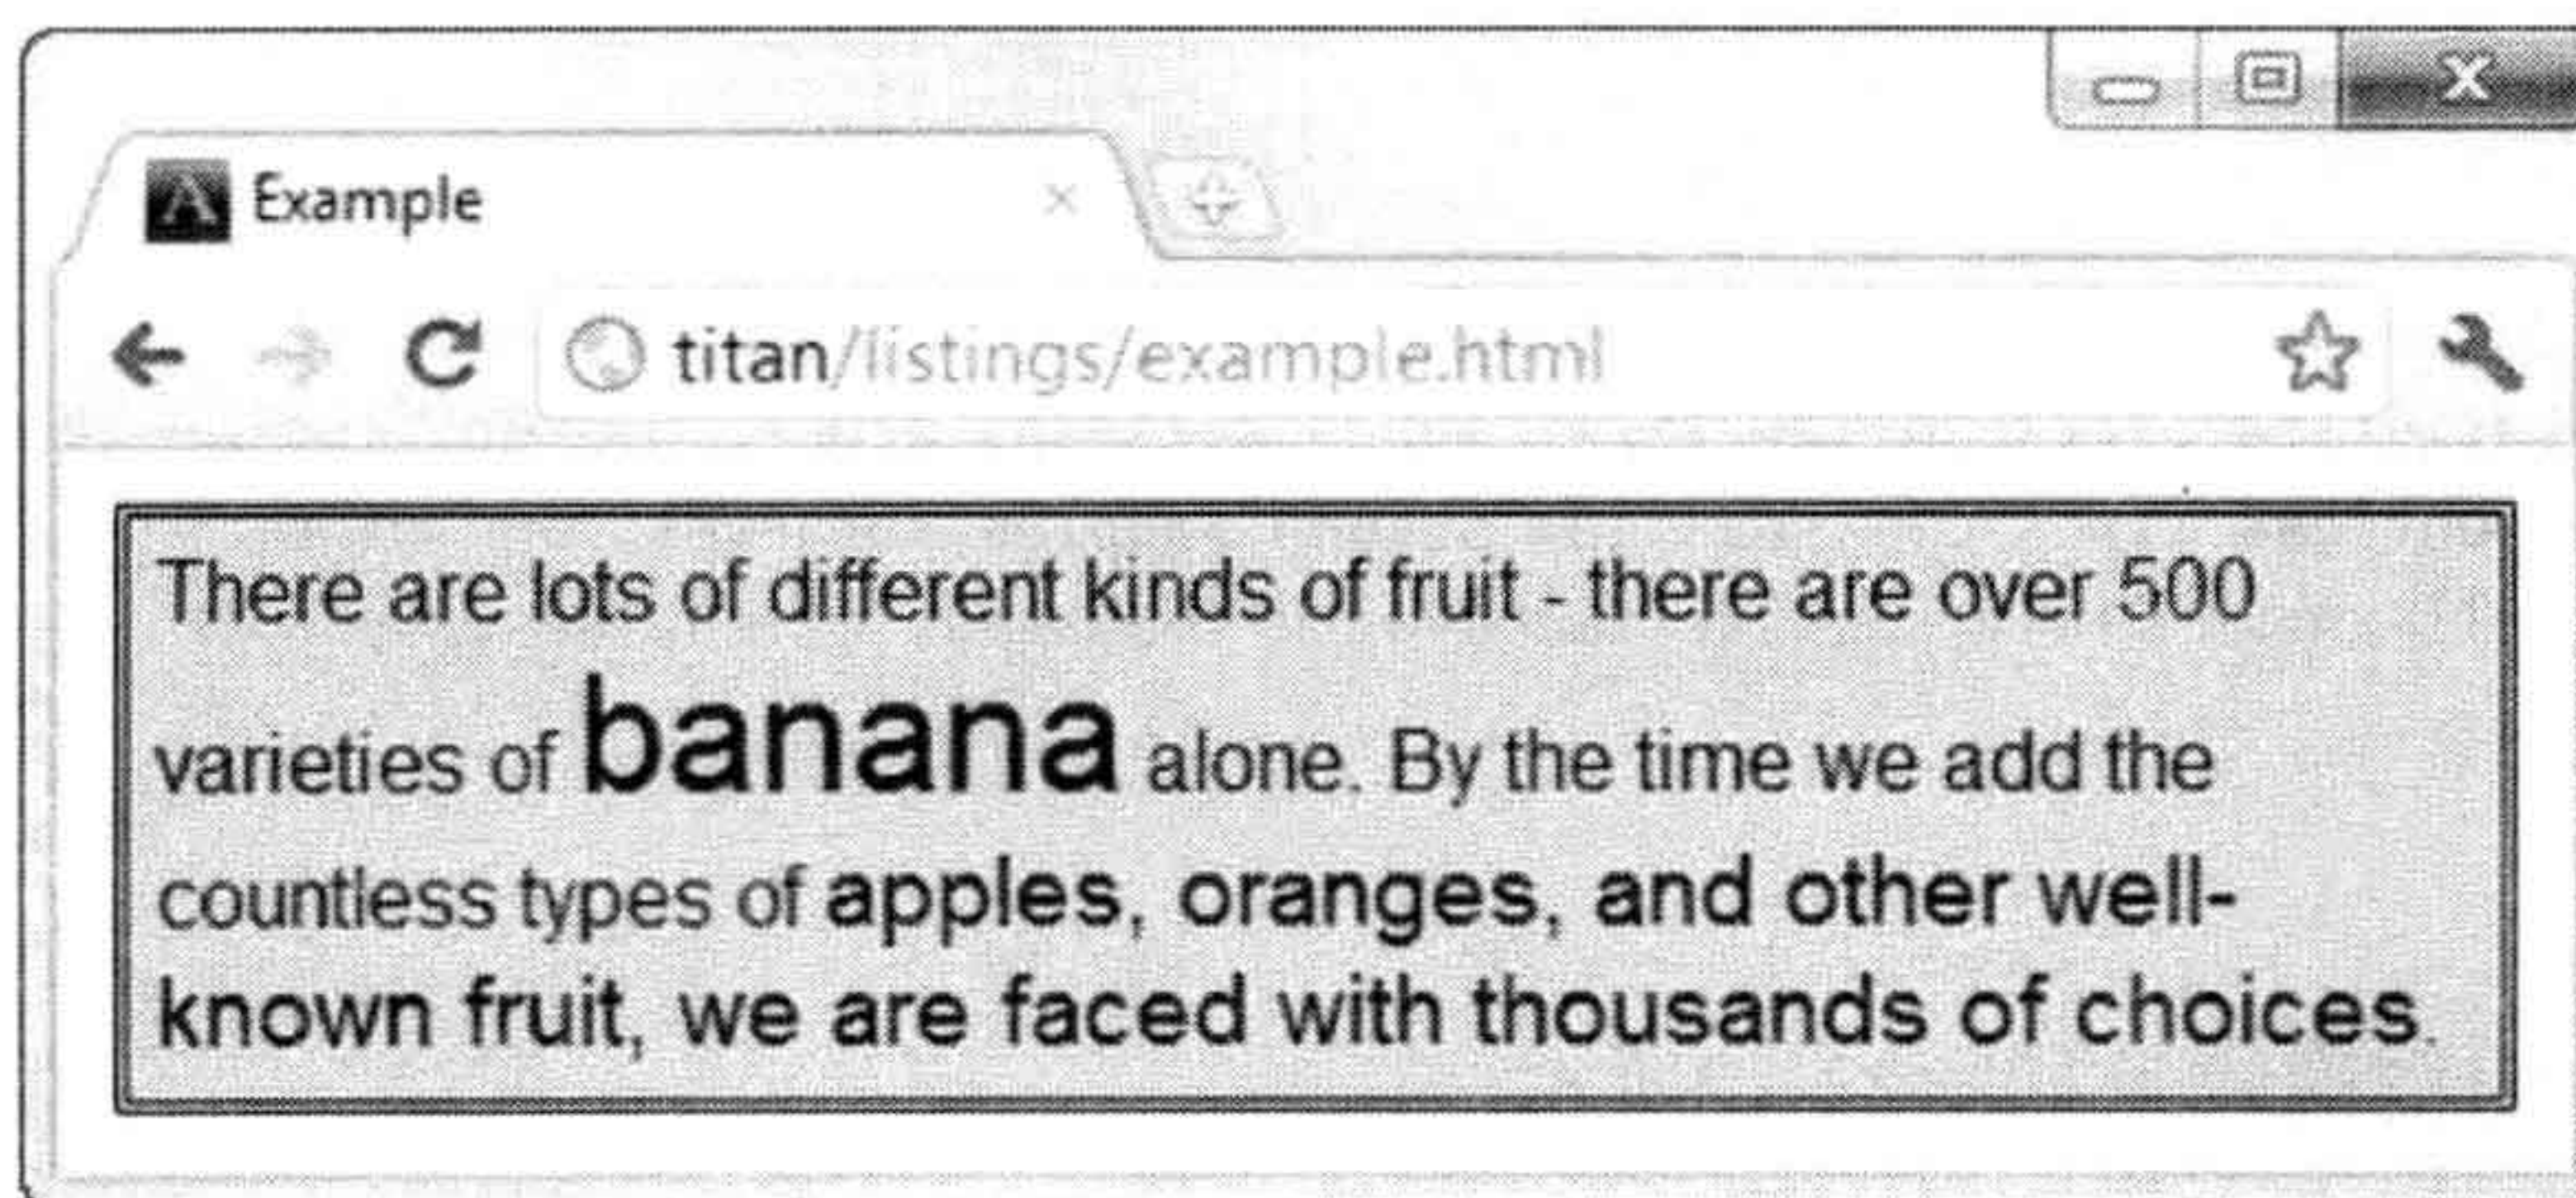 Example
titan/listings/example.html
There are lots of different kinds of fruit - there are over 500
varieties of banana alone. By the time we add the
countless types of apples, oranges, and other well-
known fruit, we are faced with thousands of choices.